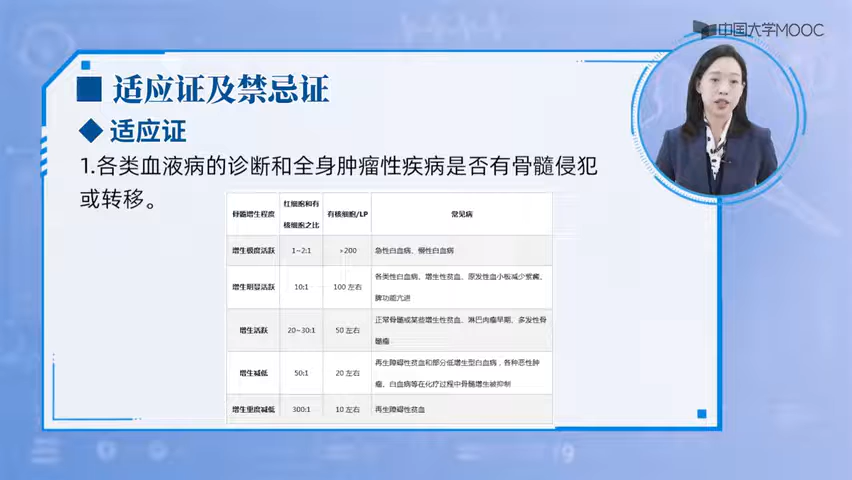 中国大学MOOC
适应证及禁忌证
适应证
1.各类血液病的诊断和全身肿瘤性疾病是否有骨髓侵犯
或转移。
骨髓增生程度 红细胞和有核细胞之比 有核细胞/LP 常见病
增生极度活跃 1~2:1 >200 急性白血病、慢性白血病
增生明显活跃 10:1 100 左右 各类性白血病、增生性贫血、原发性血小板减少紫癜、
脾功能亢进
增生活跃 20~30:1 50 左右 正常骨髓或某些增生性贫血、淋巴肉瘤早期、多发性骨
髓瘤
增生减低 50:1 20 左右 再生障碍性贫血和部分低增生型白血病，各种恶性肿
瘤、白血病等在化疗过程中骨髓增生被抑制
增生重度减低 300:1 10 左右 再生障碍性贫血